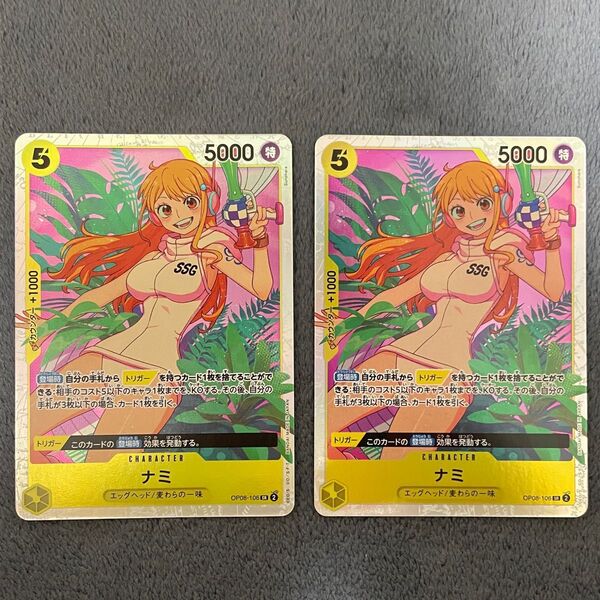 5
5000
特
SSG
カウンター +1000
登場時 自分の手札から トリガー を持つカード1枚を捨てることがで
きる:相手のコスト5以下のキャラ1枚までを、KOする。その後、自分の
手札が3枚以下の場合、カード1枚を引く。
トリガー このカードの 登場時 効果を発動する。
CHARACTER
ナミ
エッグヘッド/麦わらの一味
OP08-106 SR 2
5
5000
特
SSG
カウンター +1000
登場時 自分の手札から トリガー を持つカード1枚を捨てることがで
きる:相手のコスト5以下のキャラ1枚までを、KOする。その後、自分の
手札が3枚以下の場合、カード1枚を引く。
トリガー このカードの 登場時 効果を発動する。
CHARACTER
ナミ
エッグヘッド/麦わらの一味
OP08-106 SR 2